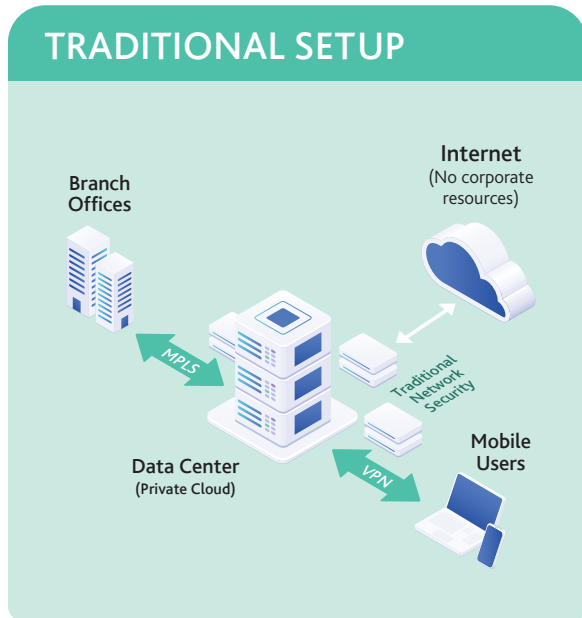 TRADITIONAL SETUP
Internet
(No corporate
resources)
Branch
Offices
MPLS
Traditional
Network
Security
Data Center
(Private Cloud)
VPN
Mobile
Users